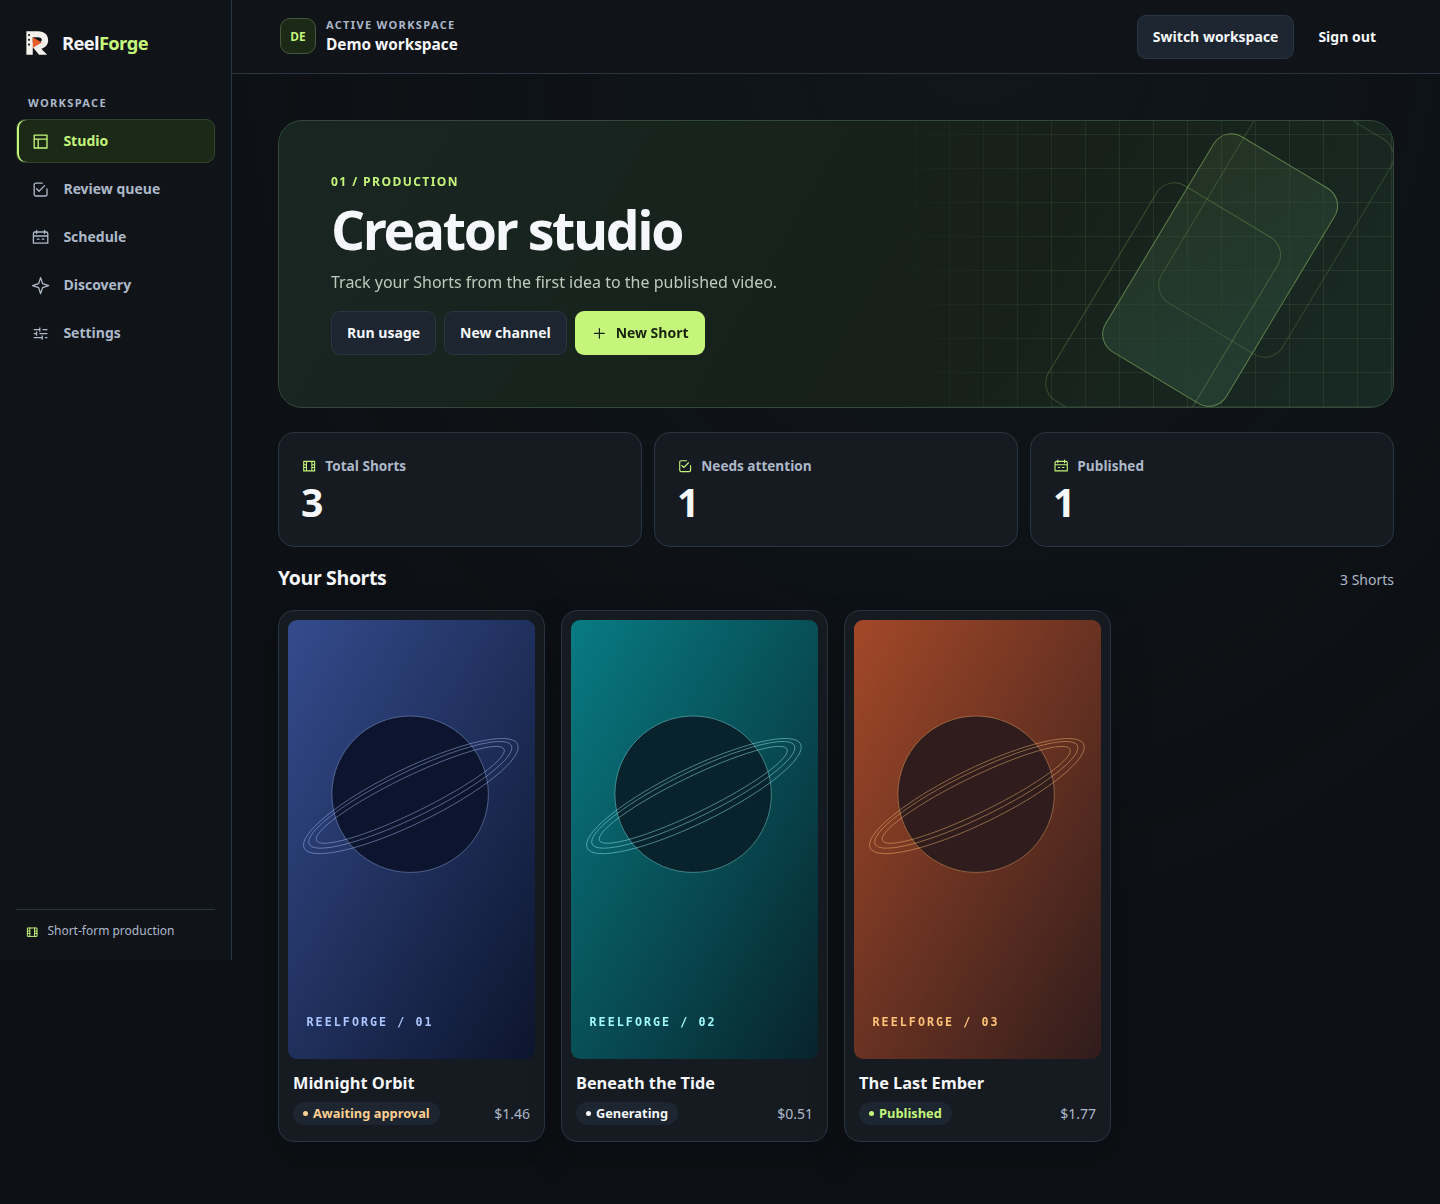 ReelForge
WORKSPACE
Studio
Review queue
Schedule
Discovery
Settings
Short-form production
DE
ACTIVE WORKSPACE
Demo workspace
Switch workspace
Sign out
01 / PRODUCTION
Creator studio
Track your Shorts from the first idea to the published video.
Run usage
New channel
New Short
Total Shorts
3
Needs attention
1
Published
1
Your Shorts
3 Shorts
REELFORGE / 01
Midnight Orbit
Awaiting approval
$1.46
REELFORGE / 02
Beneath the Tide
Generating
$0.51
REELFORGE / 03
The Last Ember
Published
$1.77